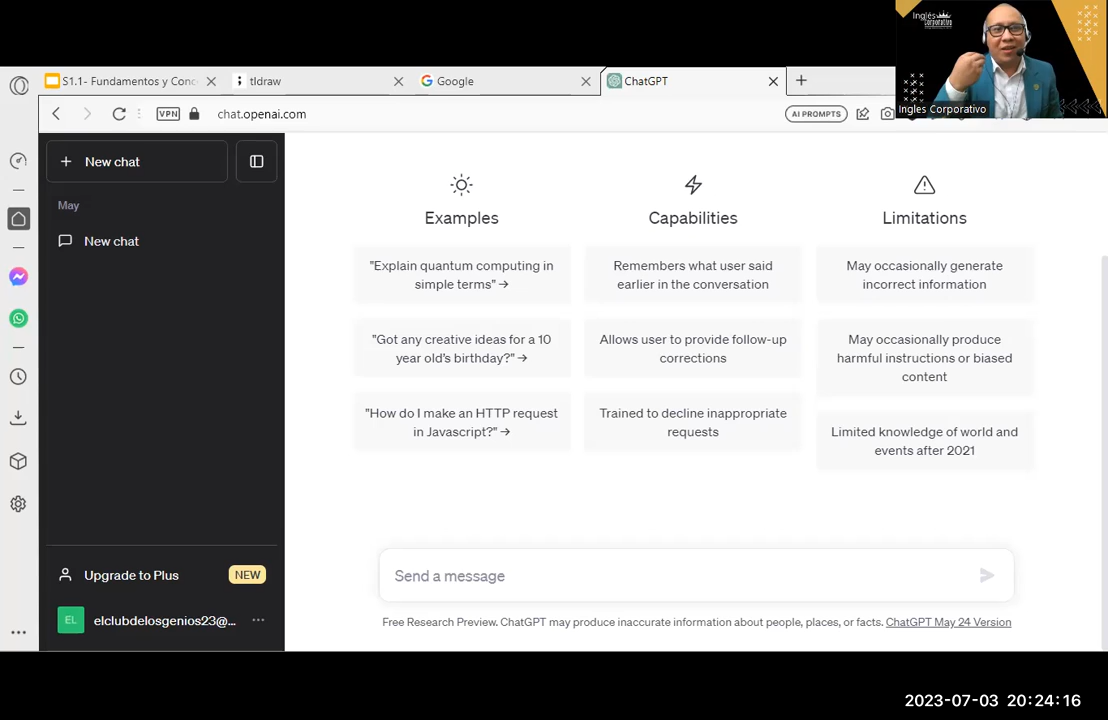 Inglés
Corporativo
Ingles Corporativo
S1.1- Fundamentos y Conc
tldraw
Google
ChatGPT
VPN
chat.openai.com
AI PROMPTS
New chat
May
New chat
Upgrade to Plus
NEW
EL
elclubdelosgenios23@...
Examples
"Explain quantum computing in
simple terms" →
"Got any creative ideas for a 10
year old's birthday?" →
"How do I make an HTTP request
in Javascript?" →
Capabilities
Remembers what user said
earlier in the conversation
Allows user to provide follow-up
corrections
Trained to decline inappropriate
requests
Limitations
May occasionally generate
incorrect information
May occasionally produce
harmful instructions or biased
content
Limited knowledge of world and
events after 2021
Send a message
Free Research Preview. ChatGPT may produce inaccurate information about people, places, or facts. ChatGPT May 24 Version
2023-07-03 20:24:16